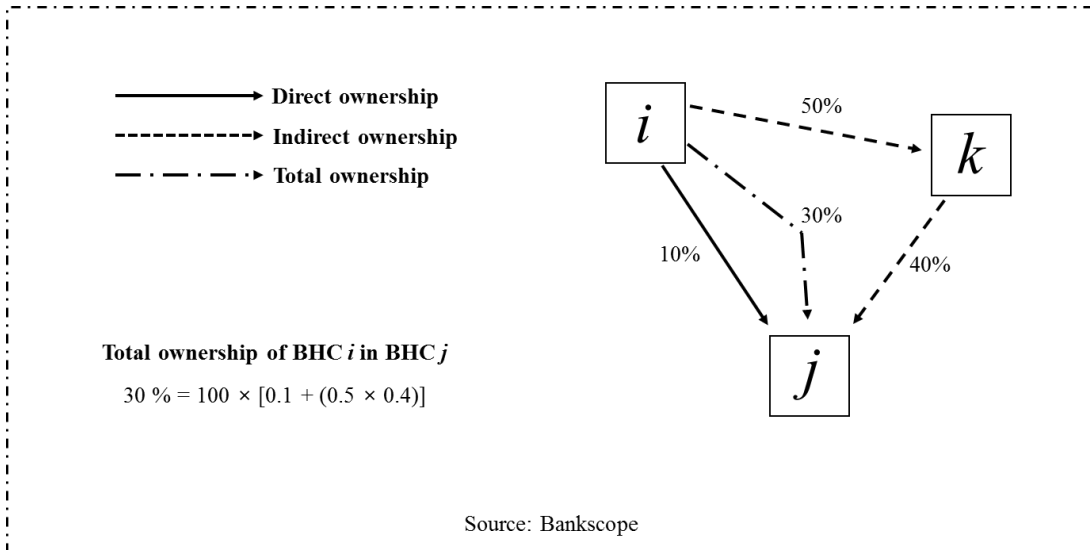 Direct ownership
Indirect ownership
Total ownership
i
50%
k
30%
10%
40%
j
Total ownership of BHC i in BHC j
30 % = 100 × [0.1 + (0.5 × 0.4)]
Source: Bankscope